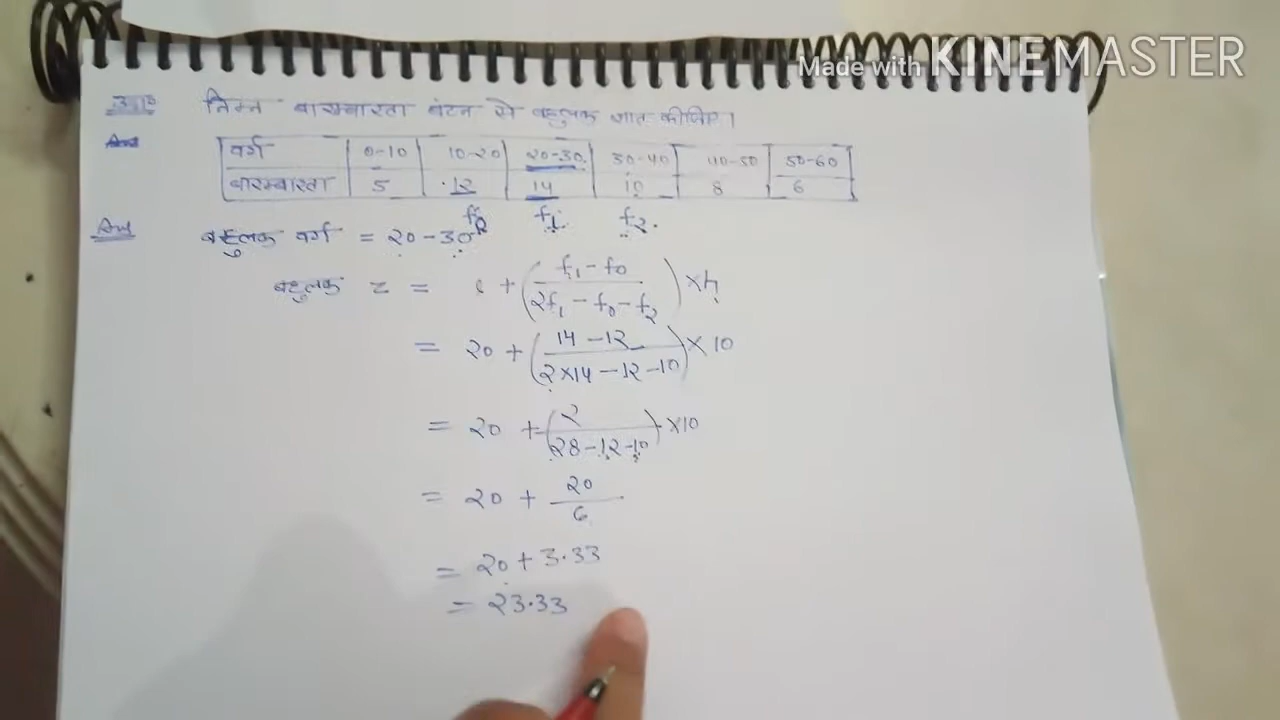 Made with KINEMASTER
उदा० निम्न बारम्बारता बंटन से बहुलक ज्ञात कीजिए।
वर्ग 0-10 10-20 20-30 30-40 40-50 50-60
बारम्बारता 5 12 14 10 8 6
f0 f1 f2
बहुलक वर्ग = 20-30
बहुलक z = l + (f1 - f0 / 2f1 - f0 - f2) × h
= 20 + (14 - 12 / 2×14 - 12 - 10) × 10
= 20 + (2 / 28 - 12 - 10) × 10
= 20 + 20 / 6
= 20 + 3.33
= 23.33